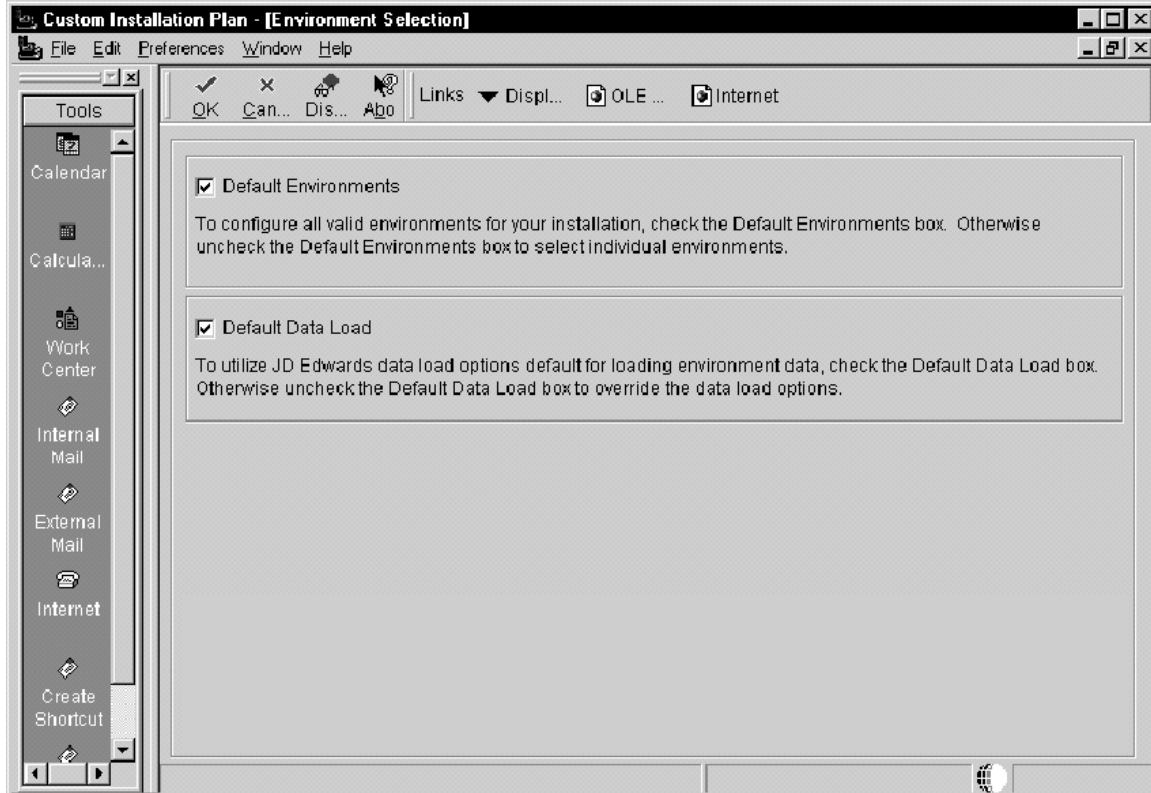 Custom Installation Plan - [Environment Selection]
File Edit Preferences Window Help
Tools
Calendar
Calcula...
Work
Center
Internal
Mail
External
Mail
Internet
Create
Shortcut
OK Can... Dis... Abo Links Displ... OLE ... Internet
Default Environments
To configure all valid environments for your installation, check the Default Environments box. Otherwise
uncheck the Default Environments box to select individual environments.
Default Data Load
To utilize JD Edwards data load options default for loading environment data, check the Default Data Load box.
Otherwise uncheck the Default Data Load box to override the data load options.